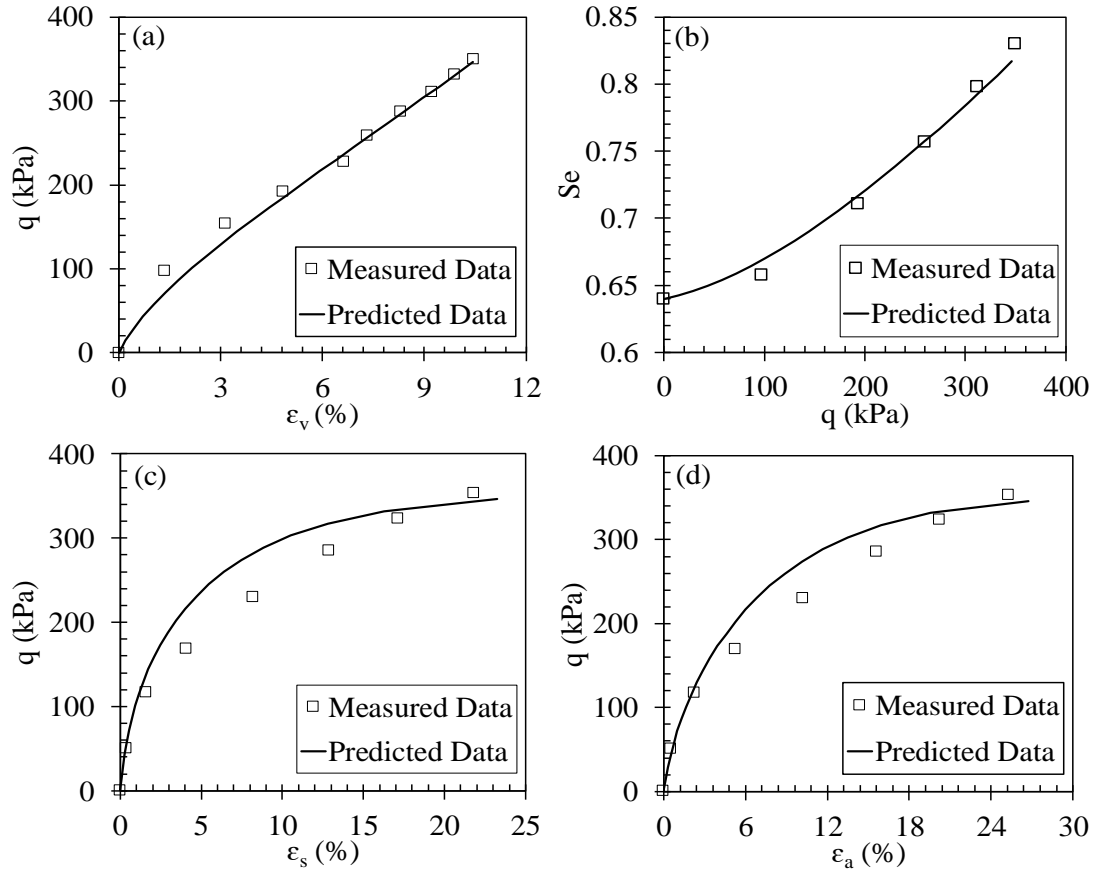 (a)
400
300
200
100
0
q (kPa)
0 3 6 9 12
εv (%)
Measured Data
Predicted Data
(b)
0.85
0.8
0.75
0.7
0.65
0.6
Se
0 100 200 300 400
q (kPa)
Measured Data
Predicted Data
(c)
400
300
200
100
0
q (kPa)
0 5 10 15 20 25
εs (%)
Measured Data
Predicted Data
(d)
400
300
200
100
0
q (kPa)
0 6 12 18 24 30
εa (%)
Measured Data
Predicted Data